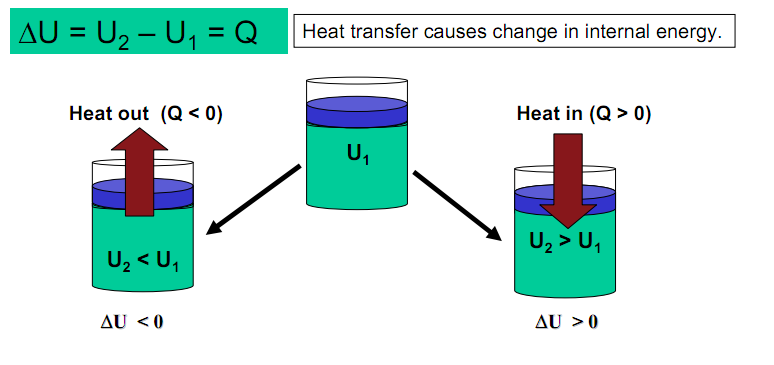 ΔU = U₂ – U₁ = Q
Heat transfer causes change in internal energy.
Heat out (Q < 0)
Heat in (Q > 0)
U₁
U₂ < U₁
U₂ > U₁
ΔU < 0
ΔU > 0